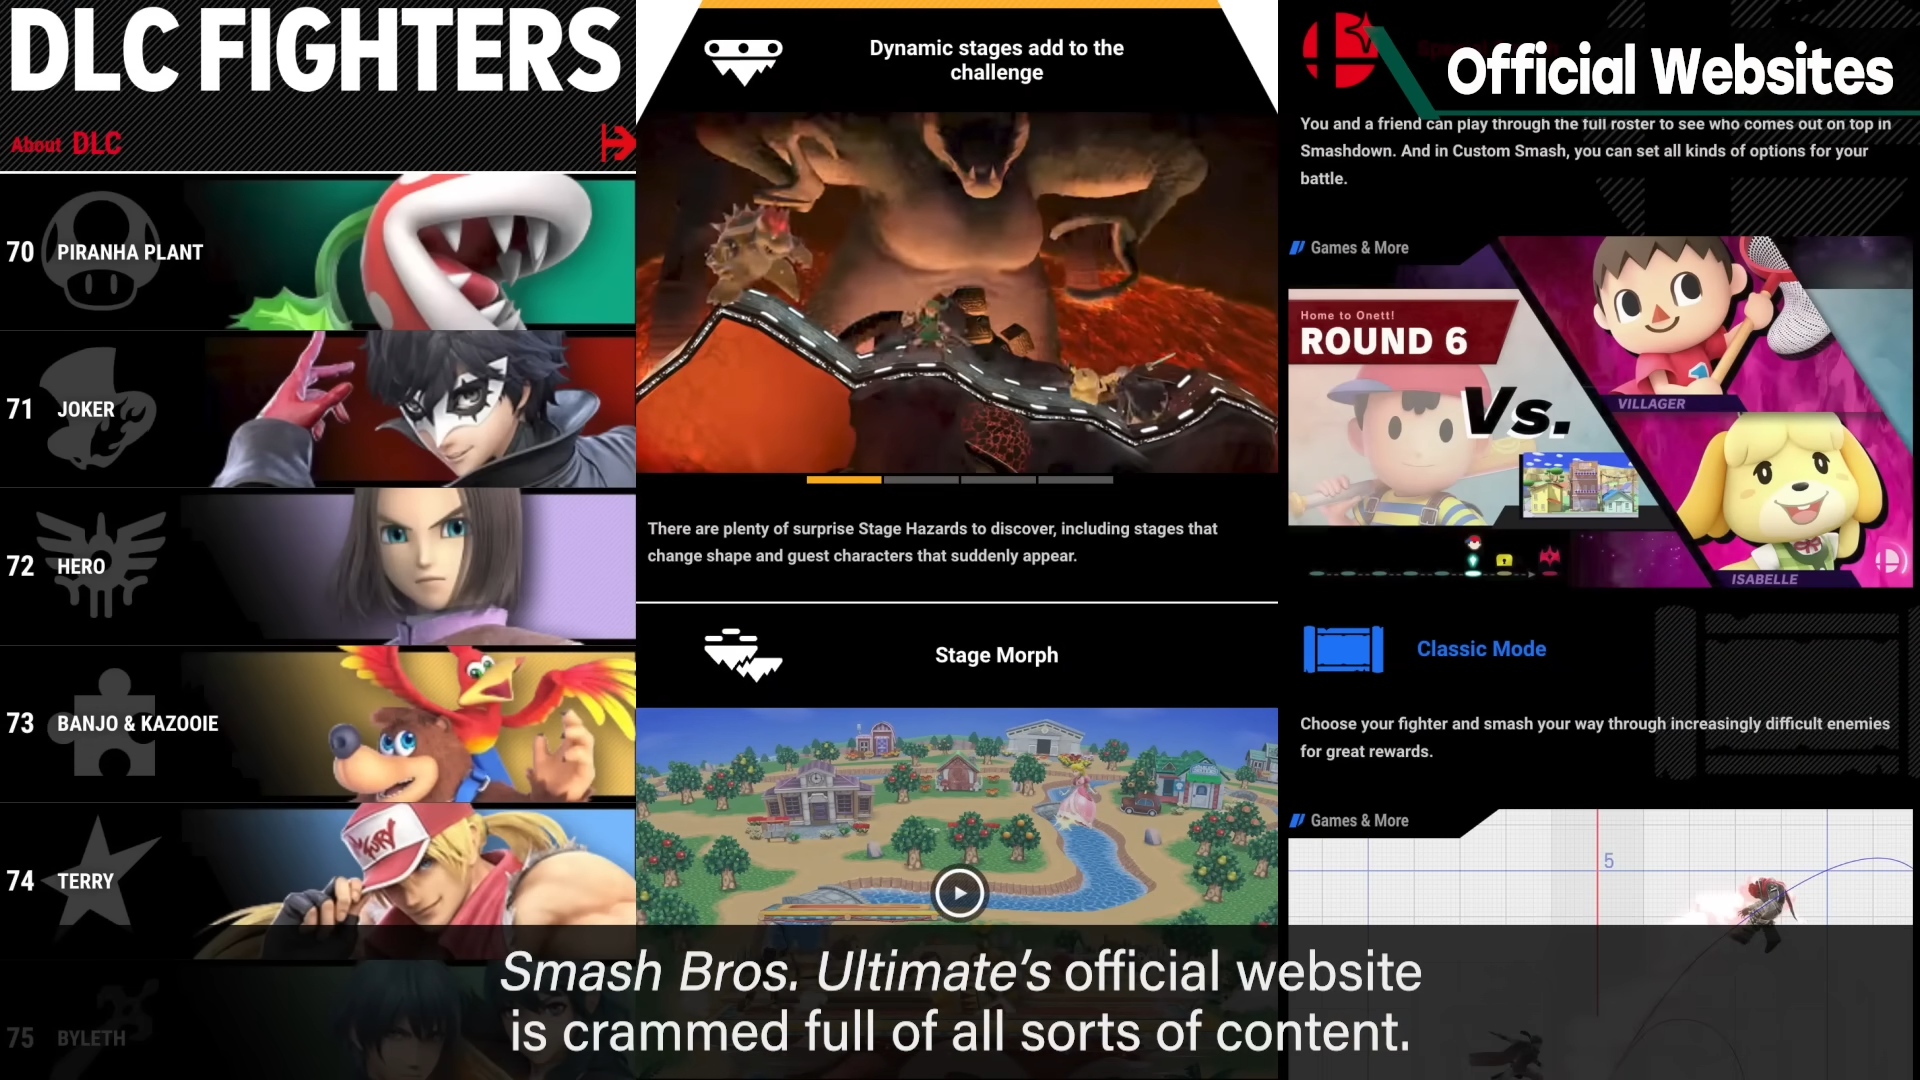 DLC FIGHTERS
About DLC
70 PIRANHA PLANT
71 JOKER
72 HERO
73 BANJO & KAZOOIE
74 TERRY
FURY
75 BYLETH
Dynamic stages add to the
challenge
There are plenty of surprise Stage Hazards to discover, including stages that
change shape and guest characters that suddenly appear.
Stage Morph
Official Websites
You and a friend can play through the full roster to see who comes out on top in
Smashdown. And in Custom Smash, you can set all kinds of options for your
battle.
Games & More
Home to Onett!
ROUND 6
Vs.
VILLAGER
ISABELLE
Classic Mode
Choose your fighter and smash your way through increasingly difficult enemies
for great rewards.
Games & More
5
Smash Bros. Ultimate's official website
is crammed full of all sorts of content.